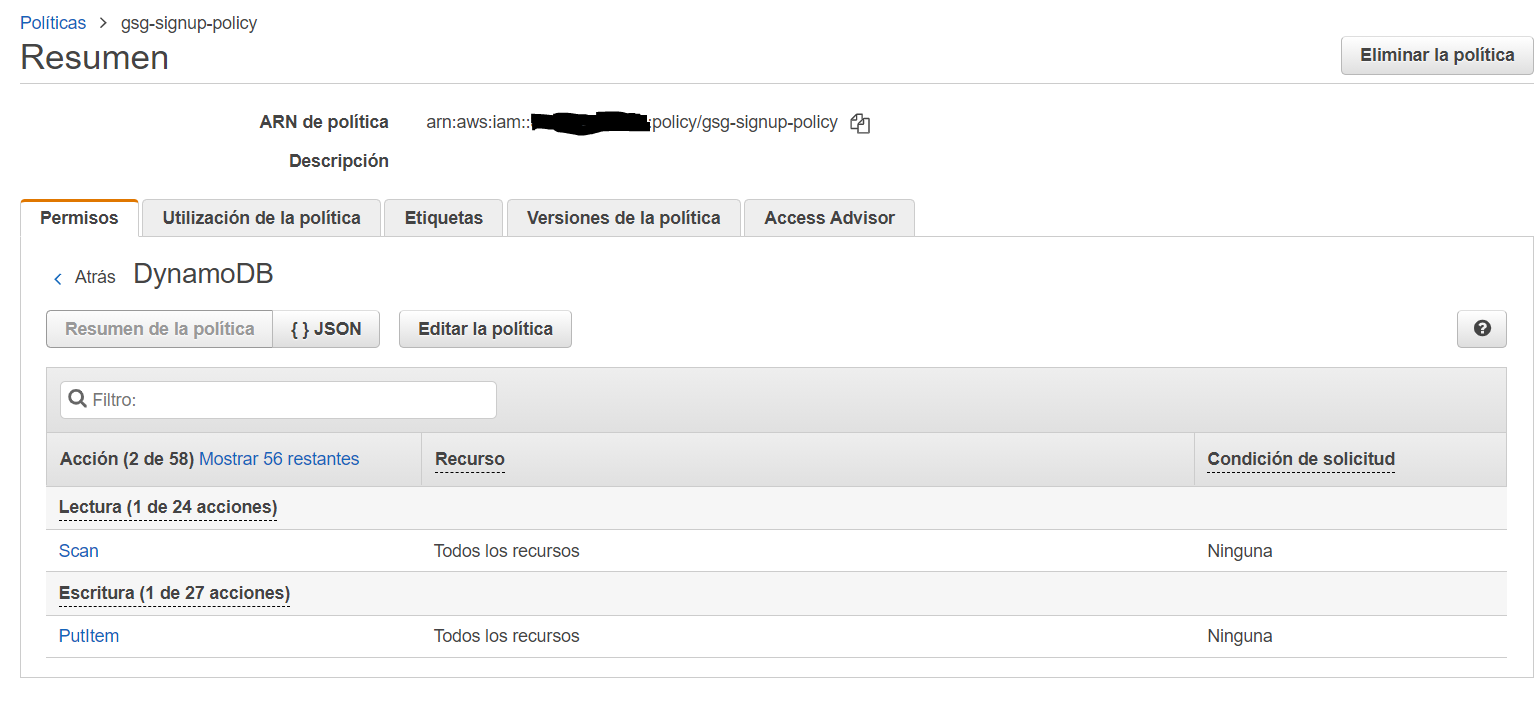 Políticas > gsg-signup-policy
Resumen
Eliminar la política
ARN de política arn:aws:iam:: :policy/gsg-signup-policy
Descripción
Permisos Utilización de la política Etiquetas Versiones de la política Access Advisor
< Atrás DynamoDB
Resumen de la política { } JSON Editar la política ?
Filtro:
Acción (2 de 58) Mostrar 56 restantes Recurso Condición de solicitud
Lectura (1 de 24 acciones)
Scan Todos los recursos Ninguna
Escritura (1 de 27 acciones)
PutItem Todos los recursos Ninguna